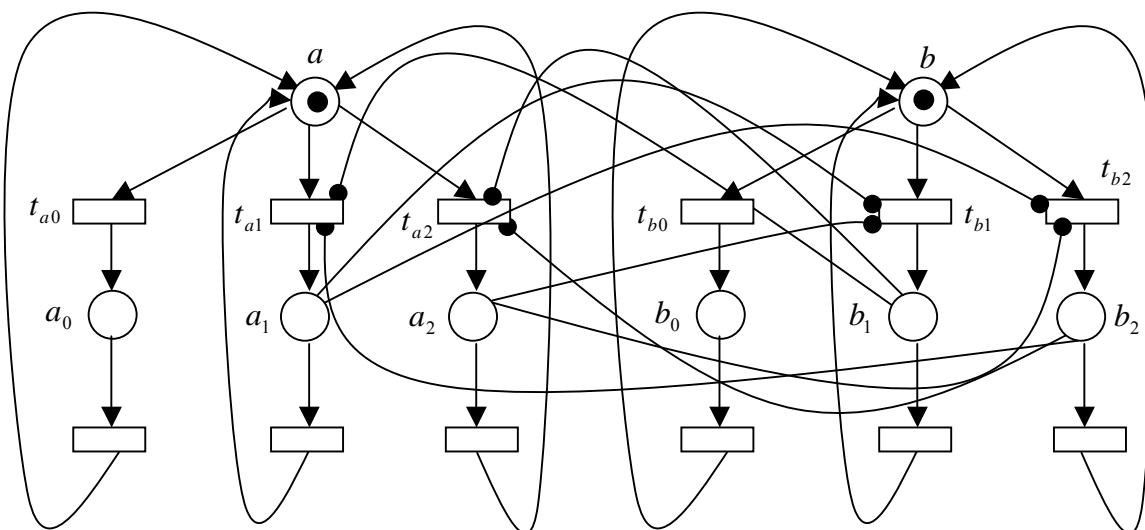 a
b
t_{a0}
t_{a1}
t_{a2}
t_{b0}
t_{b1}
t_{b2}
a_0
a_1
a_2
b_0
b_1
b_2